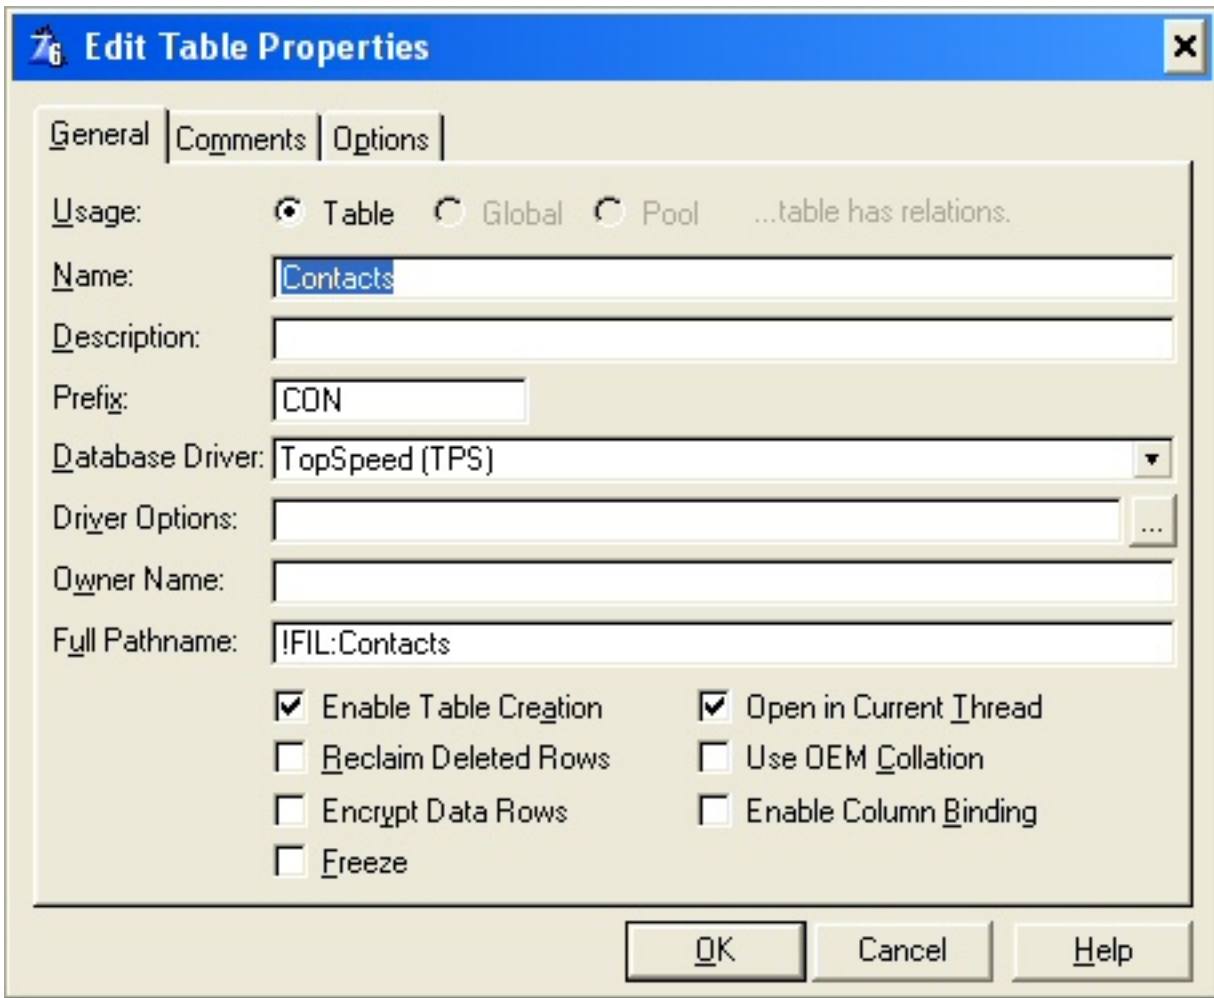 76 Edit Table Properties
General Comments Options
Usage: Table Global Pool ...table has relations.
Name: Contacts
Description:
Prefix: CON
Database Driver: TopSpeed (TPS)
Driver Options: ...
Owner Name:
Full Pathname: !FIL:Contacts
Enable Table Creation Open in Current Thread
Reclaim Deleted Rows Use OEM Collation
Encrypt Data Rows Enable Column Binding
Freeze
OK Cancel Help